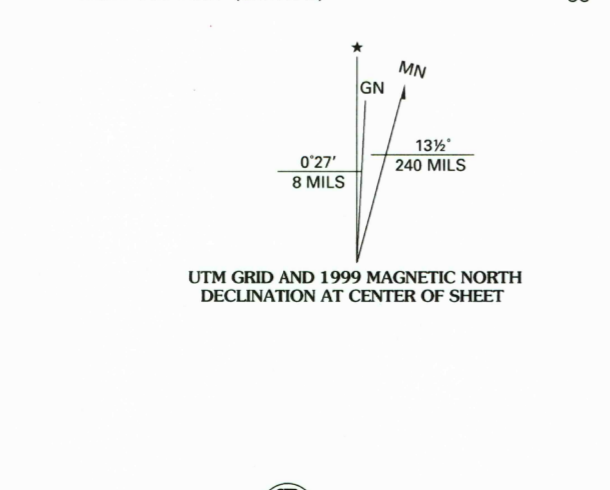 ★
MN
GN
13½°
240 MILS
0°27′
8 MILS
UTM GRID AND 1999 MAGNETIC NORTH
DECLINATION AT CENTER OF SHEET